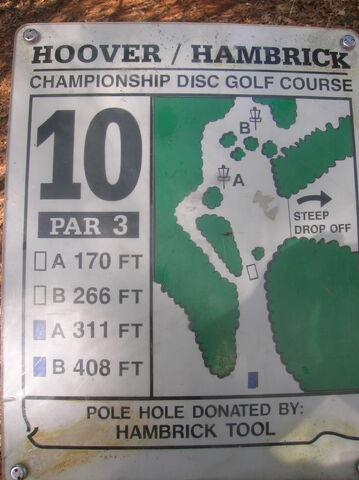 HOOVER / HAMBRICK
CHAMPIONSHIP DISC GOLF COURSE
10
PAR 3
A 170 FT
B 266 FT
A 311 FT
B 408 FT
B
A
STEEP
DROP OFF
POLE HOLE DONATED BY:
HAMBRICK TOOL